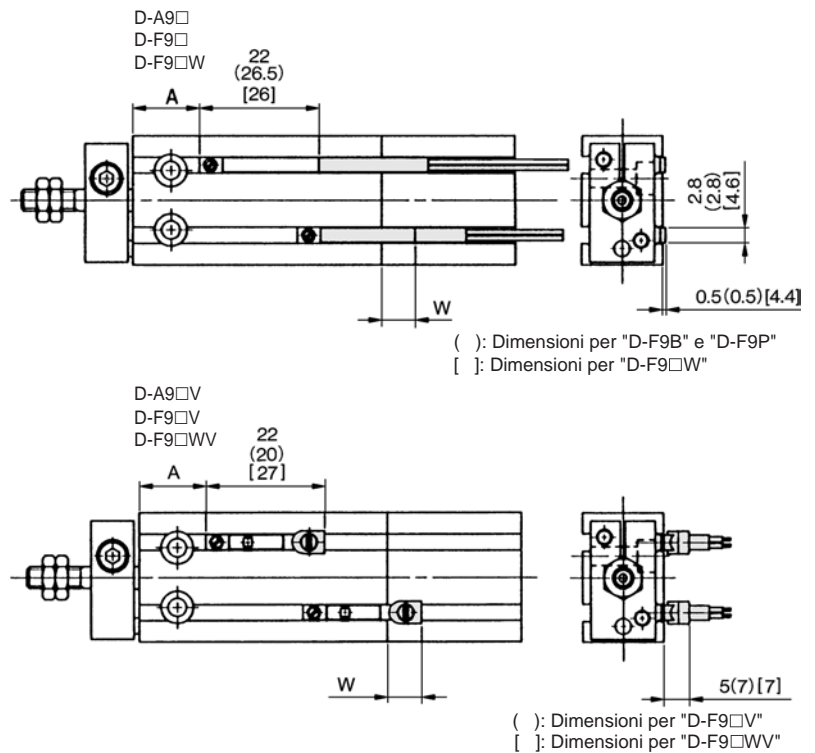 D-A9□
D-F9□
D-F9□W
22
(26.5)
[26]
A
2.8
(2.8)
[4.6]
0.5(0.5)[4.4]
W
( ): Dimensioni per "D-F9B" e "D-F9P"
[ ]: Dimensioni per "D-F9□W"
D-A9□V
D-F9□V
D-F9□WV
22
(20)
[27]
A
W
5(7)[7]
( ): Dimensioni per "D-F9□V"
[ ]: Dimensioni per "D-F9□WV"